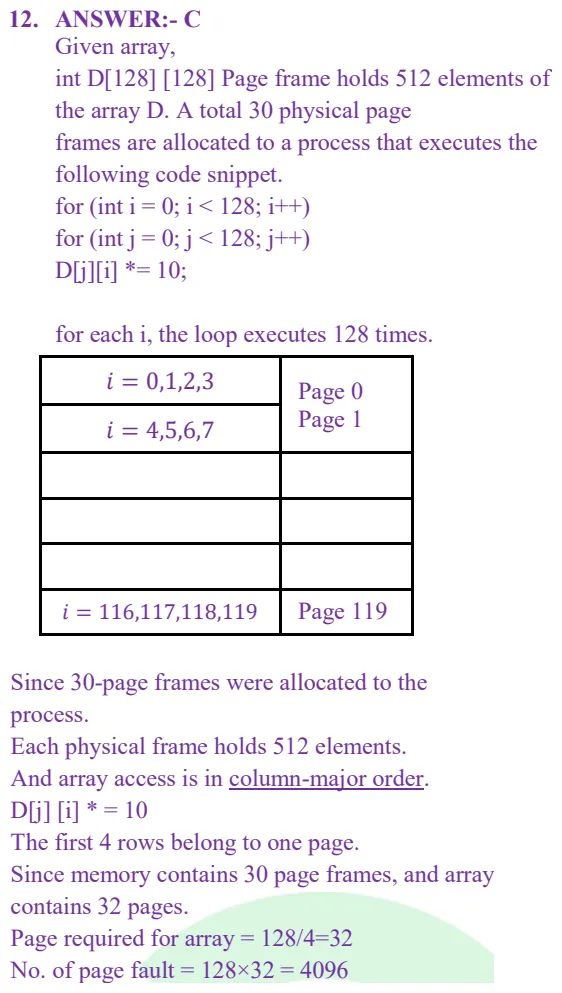 12. ANSWER:- C
Given array,
int D[128] [128] Page frame holds 512 elements of
the array D. A total 30 physical page
frames are allocated to a process that executes the
following code snippet.
for (int i = 0; i < 128; i++)
for (int j = 0; j < 128; j++)
D[j][i] *= 10;
for each i, the loop executes 128 times.
i = 0,1,2,3
Page 0
Page 1
i = 4,5,6,7
i = 116,117,118,119
Page 119
Since 30-page frames were allocated to the
process.
Each physical frame holds 512 elements.
And array access is in column-major order.
D[j] [i] * = 10
The first 4 rows belong to one page.
Since memory contains 30 page frames, and array
contains 32 pages.
Page required for array = 128/4=32
No. of page fault = 128×32 = 4096